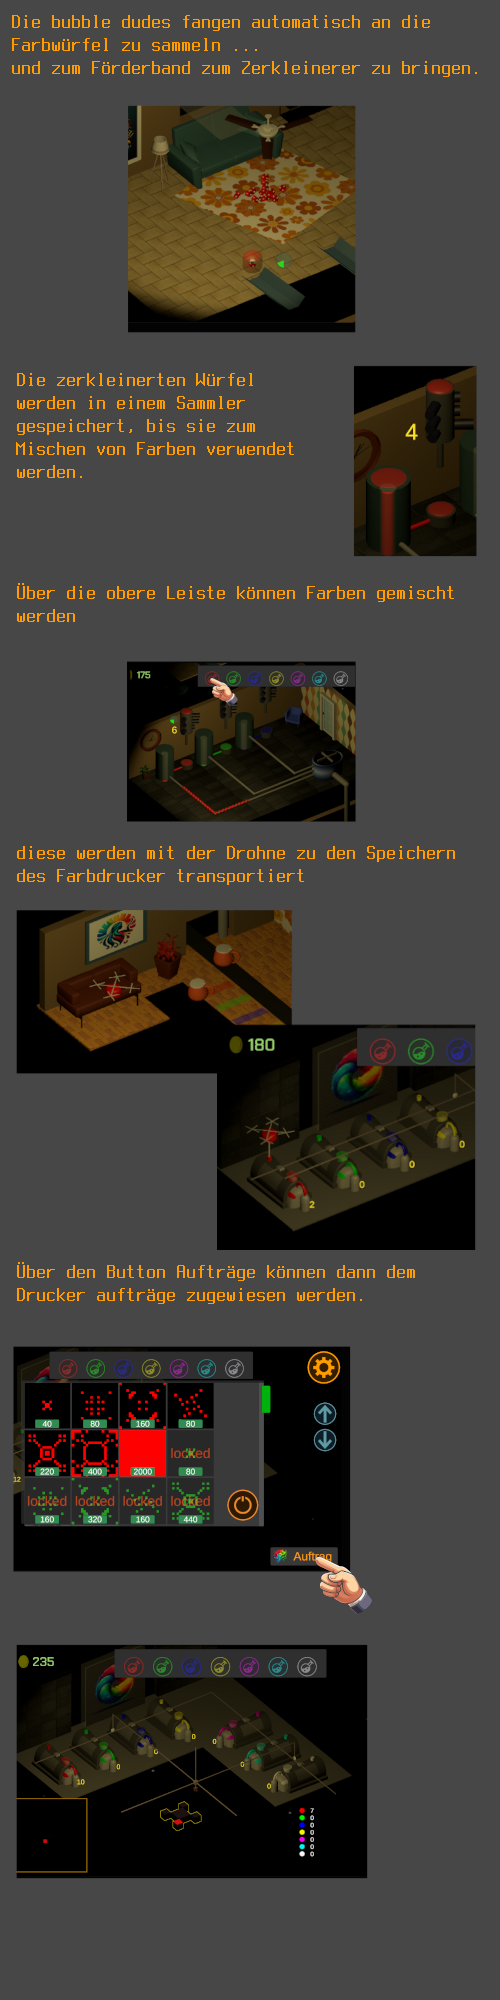 Die bubble dudes fangen automatisch an die
Farbwürfel zu sammeln ...
und zum Förderband zum Zerkleinerer zu bringen.
Die zerkleinerten Würfel
werden in einem Sammler
gespeichert, bis sie zum
Mischen von Farben verwendet
werden.
4
Über die obere Leiste können Farben gemischt
werden
175
6
diese werden mit der Drohne zu den Speichern
des Farbdrucker transportiert
180
0
0
0
2
Über den Button Aufträge können dann dem
Drucker aufträge zugewiesen werden.
40 80 160 80
locked
220 400 2000 80
12
locked locked locked locked
160 320 160 440
Auftrag
235
0
0
0
0
0
10
0
7
0
0
0
0
0
0